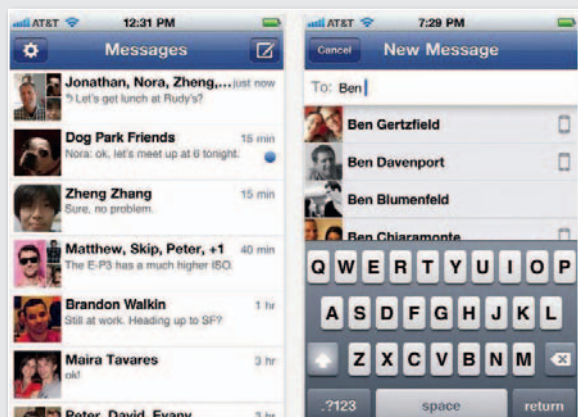 AT&T 12:31 PM
Messages
Jonathan, Nora, Zheng,... just now
Let's get lunch at Rudy's?
Dog Park Friends 15 min
Nora: ok, let's meet up at 6 tonight.
Zheng Zhang 15 min
Sure, no problem.
Matthew, Skip, Peter, +1 40 min
The E-P3 has a much higher ISO.
Brandon Walkin 1 hr
Still at work. Heading up to SF?
Maira Tavares 3 hr
ok!
Peter, David, Evany 3 hr
AT&T 7:29 PM
Cancel New Message
To: Ben
Ben Gertzfield
Ben Davenport
Ben Blumenfeld
Ben Chiaramonte
Q W E R T Y U I O P
A S D F G H J K L
Z X C V B N M
.?123 space return